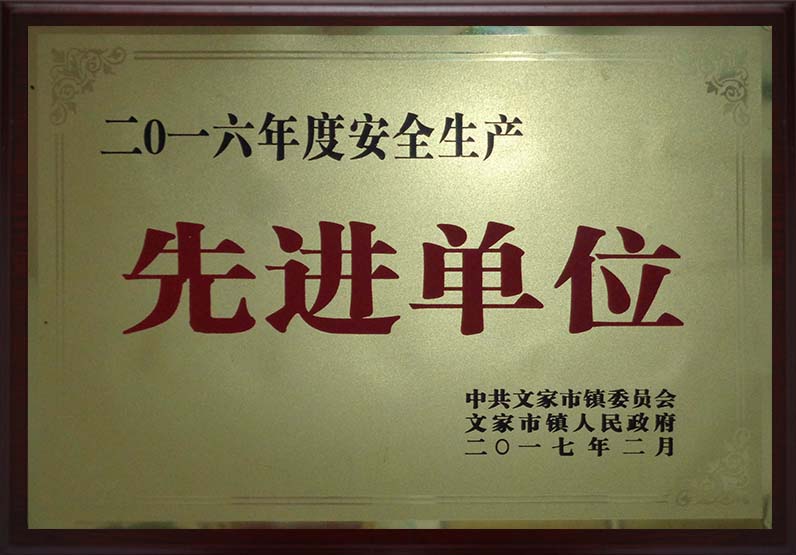 二0一六年度安全生产
先进单位
中共文家市镇委员会
文家市镇人民政府
二〇一七年二月